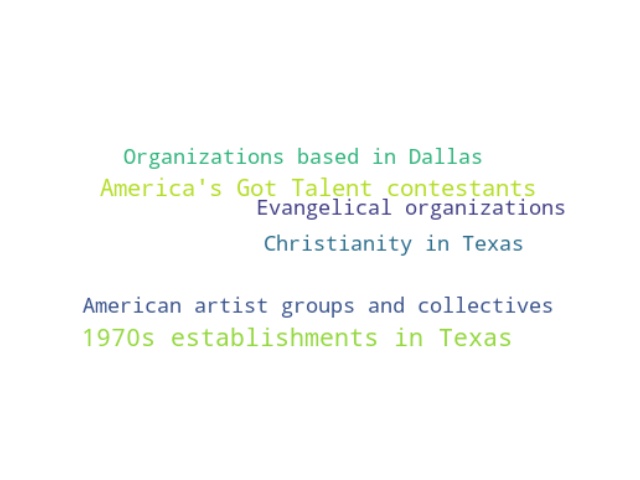 Organizations based in Dallas
America's Got Talent contestants
Evangelical organizations
Christianity in Texas
American artist groups and collectives
1970s establishments in Texas